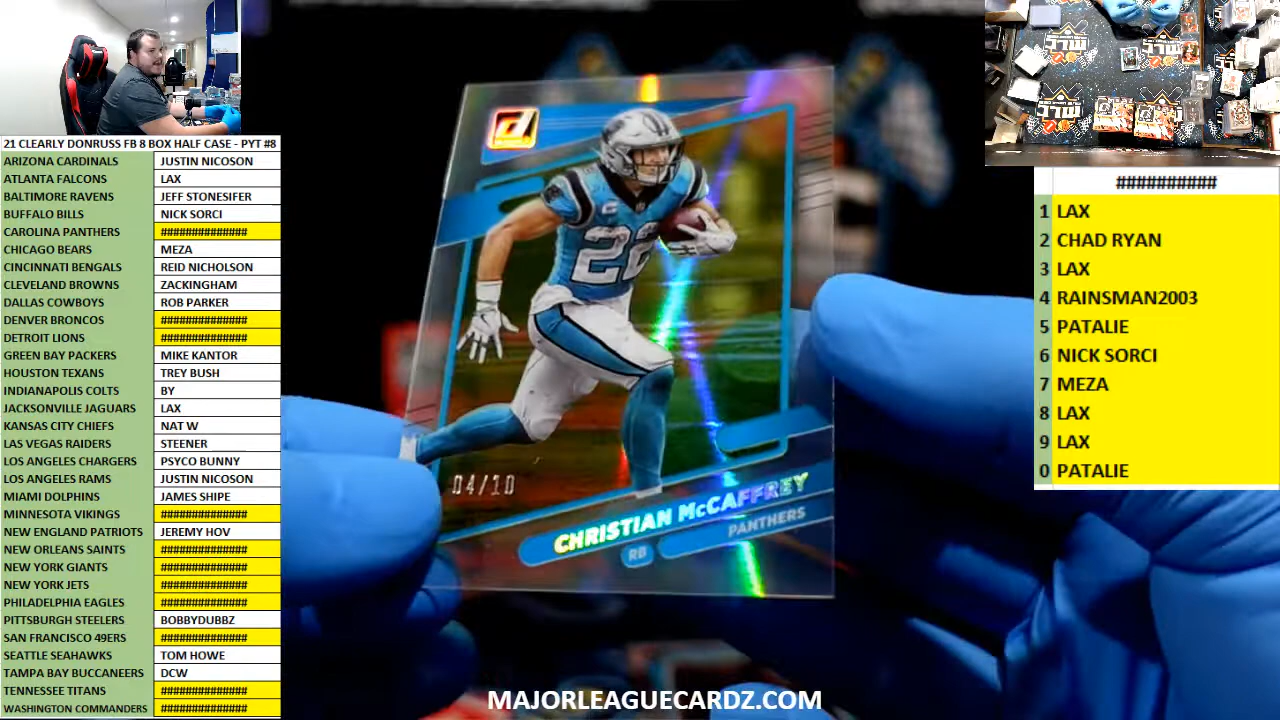 21 CLEARLY DONRUSS FB 8 BOX HALF CASE - PYT #8
ARIZONA CARDINALS JUSTIN NICOSON
ATLANTA FALCONS LAX
BALTIMORE RAVENS JEFF STONESIFER
BUFFALO BILLS NICK SORCI
CAROLINA PANTHERS ##############
CHICAGO BEARS MEZA
CINCINNATI BENGALS REID NICHOLSON
CLEVELAND BROWNS ZACKINGHAM
DALLAS COWBOYS ROB PARKER
DENVER BRONCOS ##############
DETROIT LIONS ##############
GREEN BAY PACKERS MIKE KANTOR
HOUSTON TEXANS TREY BUSH
INDIANAPOLIS COLTS BY
JACKSONVILLE JAGUARS LAX
KANSAS CITY CHIEFS NAT W
LAS VEGAS RAIDERS STEENER
LOS ANGELES CHARGERS PSYCO BUNNY
LOS ANGELES RAMS JUSTIN NICOSON
MIAMI DOLPHINS JAMES SHIPE
MINNESOTA VIKINGS ##############
NEW ENGLAND PATRIOTS JEREMY HOV
NEW ORLEANS SAINTS ##############
NEW YORK GIANTS ##############
NEW YORK JETS ##############
PHILADELPHIA EAGLES ##############
PITTSBURGH STEELERS BOBBYDUBBZ
SAN FRANCISCO 49ERS ##############
SEATTLE SEAHAWKS TOM HOWE
TAMPA BAY BUCCANEERS DCW
TENNESSEE TITANS ##############
WASHINGTON COMMANDERS ##############
d
22
04/10
CHRISTIAN McCAFFREY
RB PANTHERS
MAJORLEAGUECARDZ.COM
##########
1 LAX
2 CHAD RYAN
3 LAX
4 RAINSMAN2003
5 PATALIE
6 NICK SORCI
7 MEZA
8 LAX
9 LAX
0 PATALIE